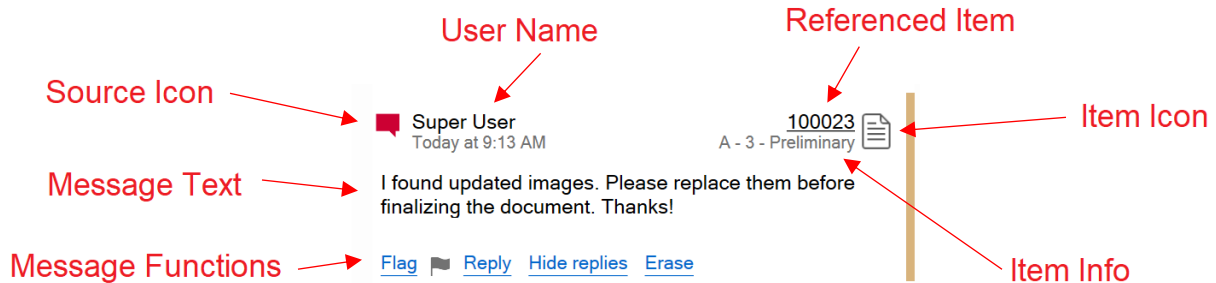 User Name
Referenced Item
Source Icon
Super User
100023
Item Icon
Today at 9:13 AM
A - 3 - Preliminary
Message Text
I found updated images. Please replace them before
finalizing the document. Thanks!
Message Functions
Flag Reply Hide replies Erase
Item Info